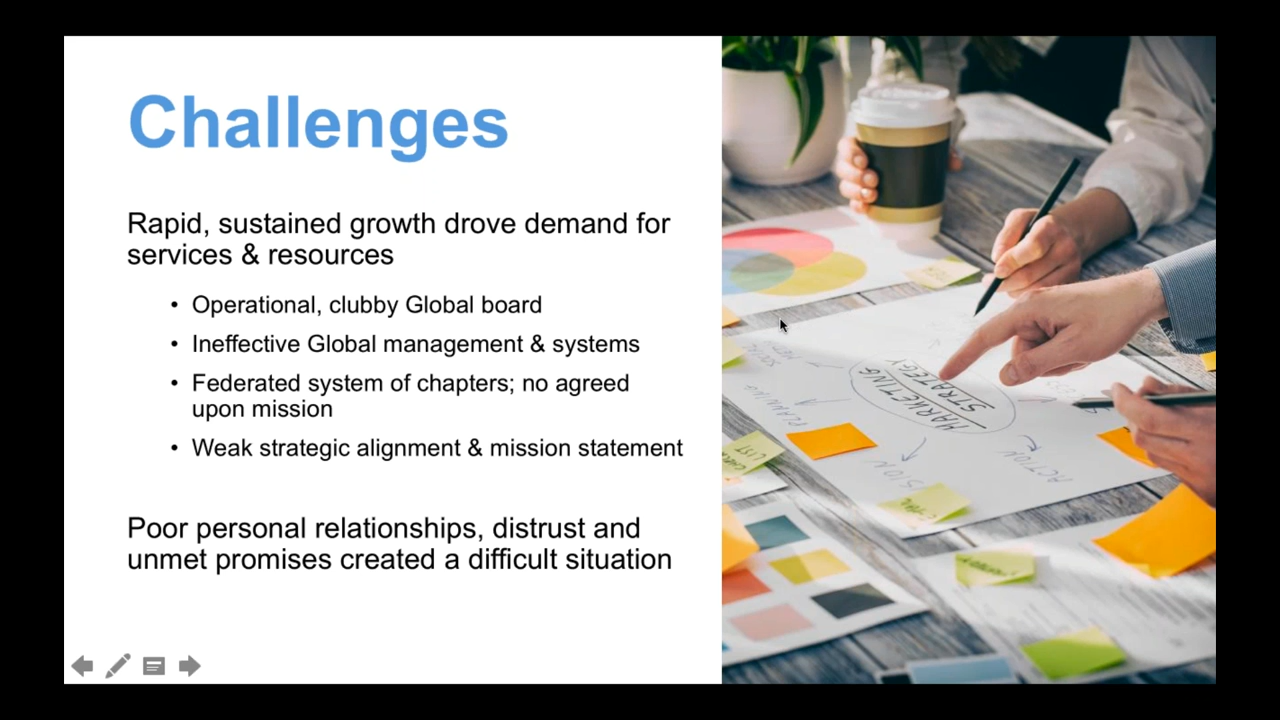 Challenges
Rapid, sustained growth drove demand for
services & resources
• Operational, clubby Global board
• Ineffective Global management & systems
• Federated system of chapters; no agreed
upon mission
• Weak strategic alignment & mission statement
Poor personal relationships, distrust and
unmet promises created a difficult situation
MARKETING
STRATEGY
PLANNING
ACTION
LIST